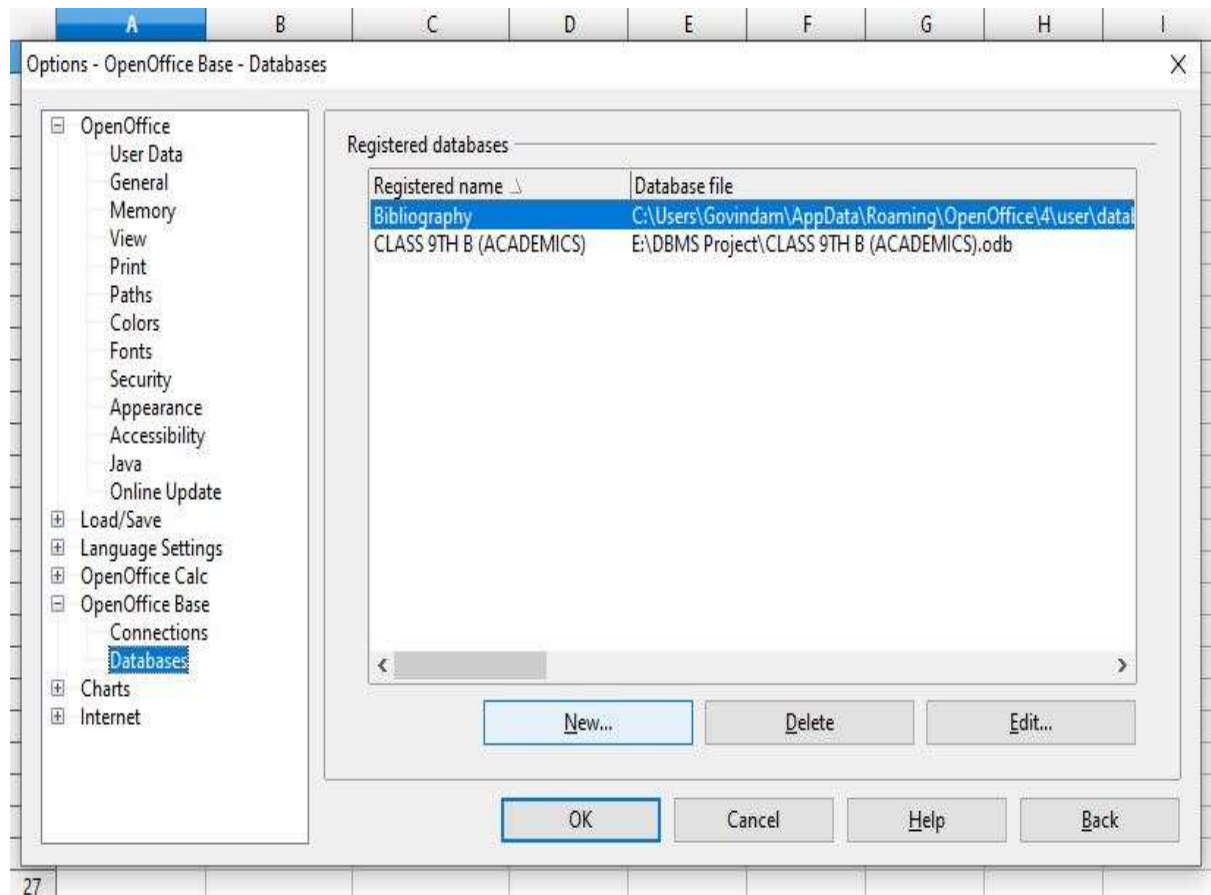 A B C D E F G H I
Options - OpenOffice Base - Databases
OpenOffice
User Data
General
Memory
View
Print
Paths
Colors
Fonts
Security
Appearance
Accessibility
Java
Online Update
Load/Save
Language Settings
OpenOffice Calc
OpenOffice Base
Connections
Databases
Charts
Internet
Registered databases
Registered name Database file
Bibliography C:\Users\Govindam\AppData\Roaming\OpenOffice\4\user\datab
CLASS 9TH B (ACADEMICS) E:\DBMS Project\CLASS 9TH B (ACADEMICS).odb
New... Delete Edit...
OK Cancel Help Back
27